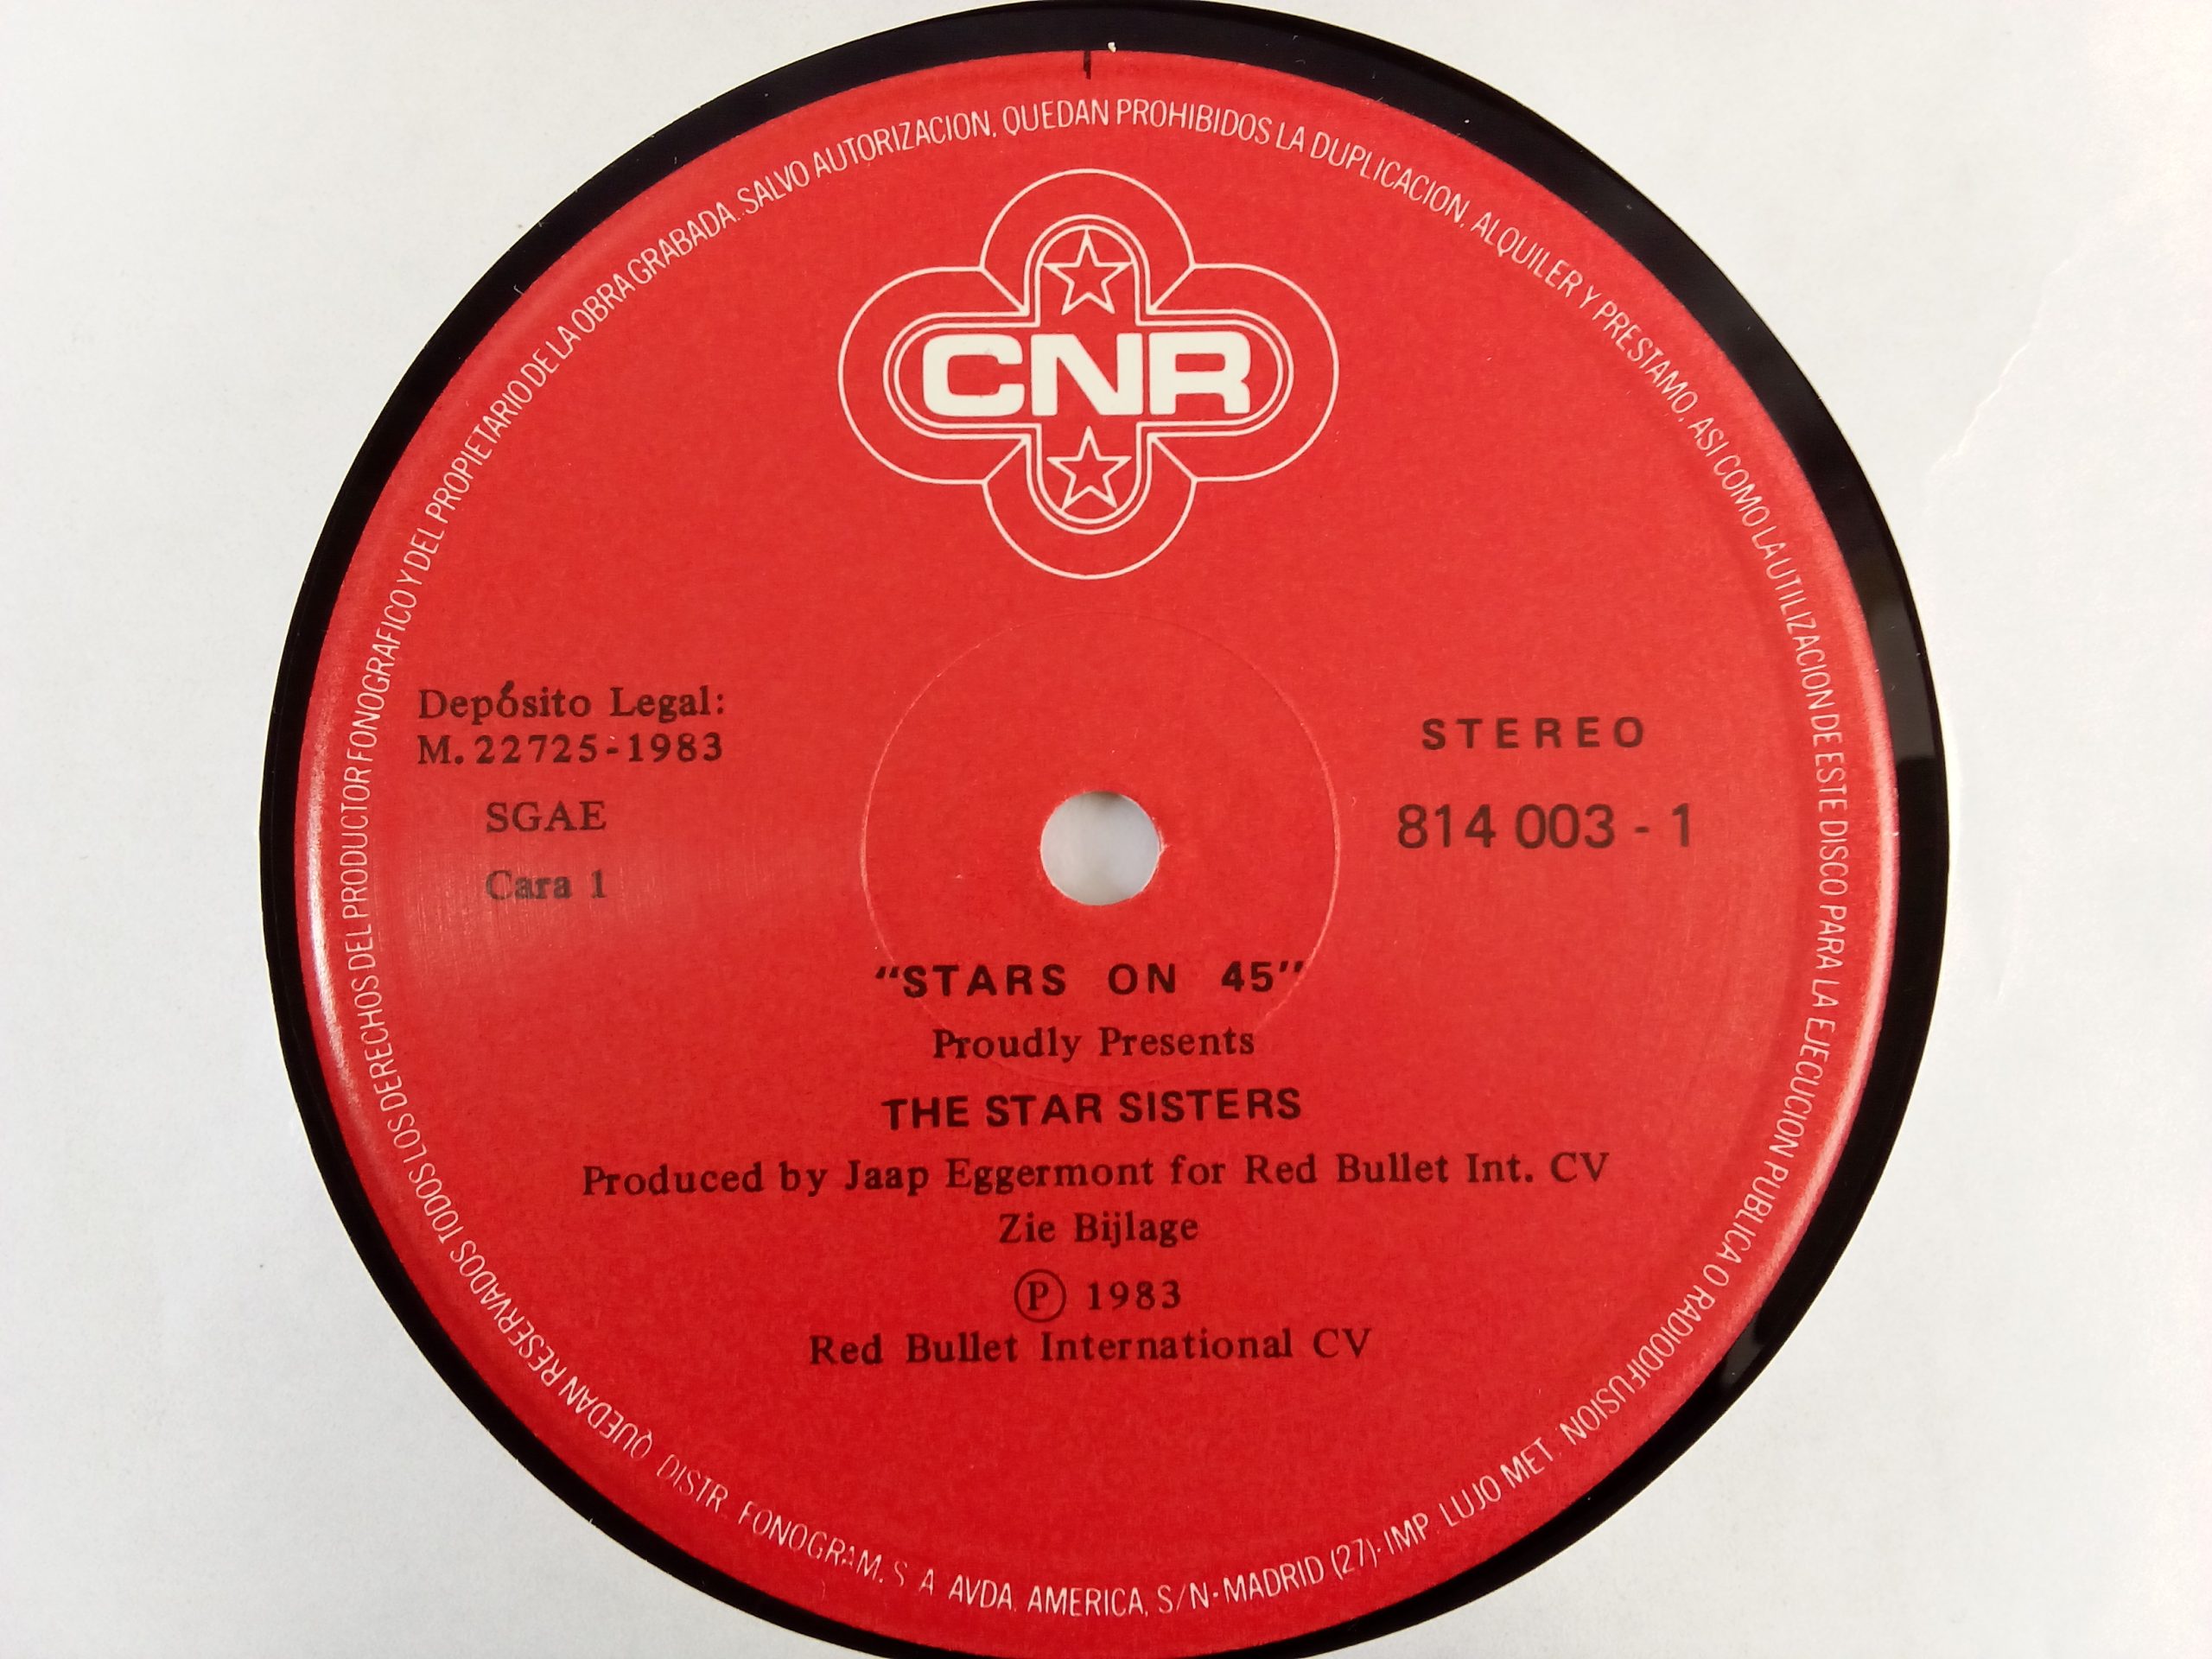 QUEDAN RESERVADOS TODOS LOS DERECHOS DEL PRODUCTOR FONOGRAFICO Y DEL PROPIETARIO DE LA OBRA GRABADA. SALVO AUTORIZACION, QUEDAN PROHIBIDOS LA DUPLICACION, ALQUILER Y PRESTAMO, ASI COMO LA UTILIZACION DE ESTE DISCO PARA LA EJECUCION PUBLICA O RADIODIFUSION
CNR
Depósito Legal:
M. 22725-1983
SGAE
Cara 1
STEREO
814 003 - 1
"STARS ON 45"
Proudly Presents
THE STAR SISTERS
Produced by Jaap Eggermont for Red Bullet Int. CV
Zie Bijlage
Ⓟ 1983
Red Bullet International CV
DISTR. FONOGRAM, S. A. AVDA. AMERICA, S/N-MADRID (27)-IMP. LUJO MET.